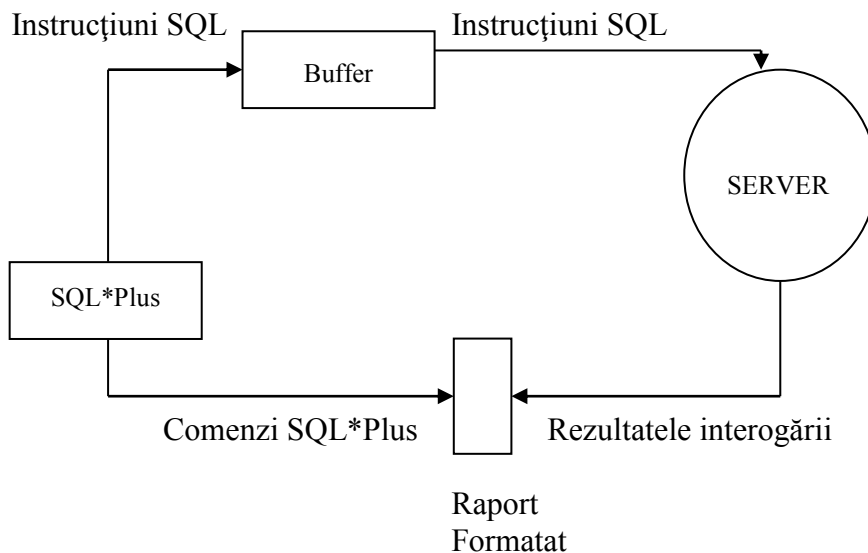 Instrucţiuni SQL
Instrucţiuni SQL
Buffer
SERVER
SQL*Plus
Comenzi SQL*Plus
Rezultatele interogării
Raport
Formatat